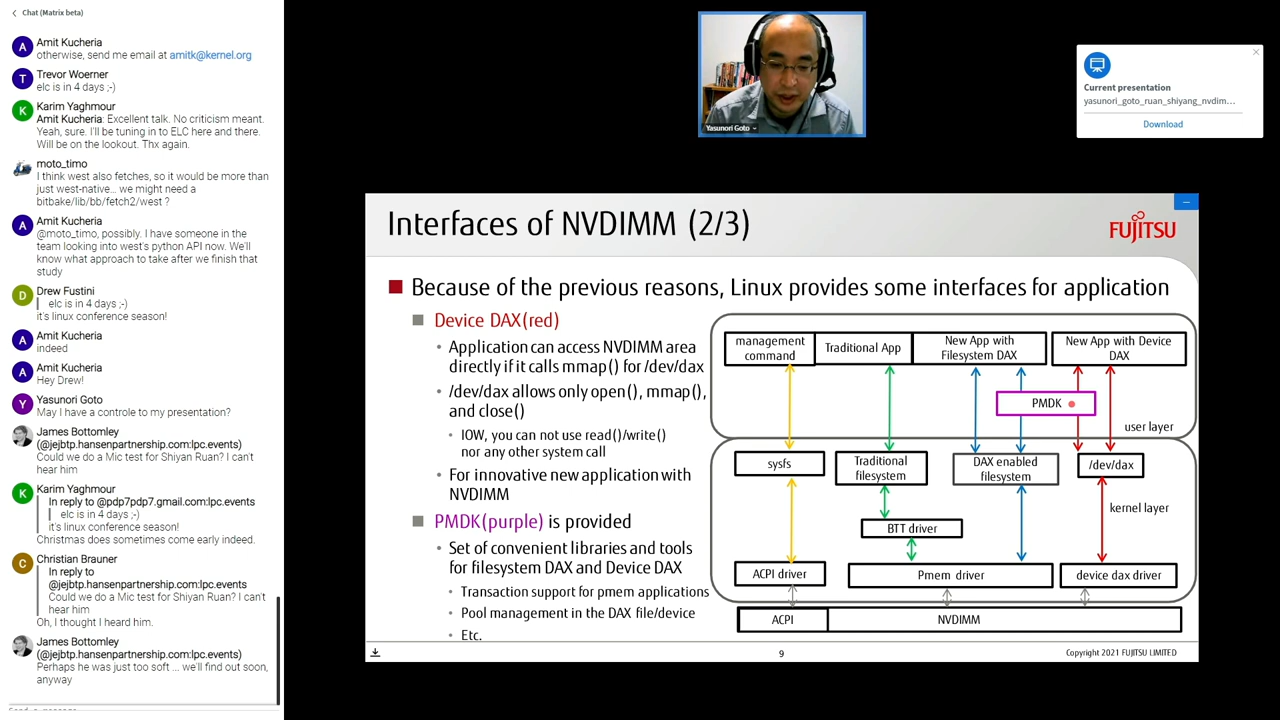 Chat (Matrix beta)
A
Amit Kucheria
otherwise, send me email at amitk@kernel.org
T
Trevor Woerner
elc is in 4 days ;-)
K
Karim Yaghmour
Amit Kucheria: Excellent talk. No criticism meant.
Yeah, sure. I'll be tuning in to ELC here and there.
Will be on the lookout. Thx again.
moto_timo
I think west also fetches, so it would be more than
just west-native... we might need a
bitbake/lib/bb/fetch2/west ?
A
Amit Kucheria
@moto_timo, possibly. I have someone in the
team looking into west's python API now. We'll
know what approach to take after we finish that
study
D
Drew Fustini
elc is in 4 days ;-)
it's linux conference season!
A
Amit Kucheria
indeed
A
Amit Kucheria
Hey Drew!
Y
Yasunori Goto
May I have a controle to my presentation?
James Bottomley
(@jejbtp.hansenpartnership.com:lpc.events)
Could we do a Mic test for Shiyan Ruan? I can't
hear him
K
Karim Yaghmour
In reply to @pdp7pdp7.gmail.com:lpc.events
elc is in 4 days ;-)
it's linux conference season!
Christmas does sometimes come early indeed.
C
Christian Brauner
In reply to
@jejbtp.hansenpartnership.com:lpc.events
Could we do a Mic test for Shiyan Ruan? I can't
hear him
Oh, I thought I heard him.
James Bottomley
(@jejbtp.hansenpartnership.com:lpc.events)
Perhaps he was just too soft ... we'll find out soon,
anyway
Yasunori Goto
Current presentation
yasunori_goto_ruan_shiyang_nvdim...
Download
Interfaces of NVDIMM (2/3)
FUJITSU
Because of the previous reasons, Linux provides some interfaces for application
Device DAX(red)
Application can access NVDIMM area
directly if it calls mmap() for /dev/dax
/dev/dax allows only open(), mmap(),
and close()
IOW, you can not use read()/write()
nor any other system call
For innovative new application with
NVDIMM
PMDK(purple) is provided
Set of convenient libraries and tools
for filesystem DAX and Device DAX
Transaction support for pmem applications
Pool management in the DAX file/device
Etc.
management
command
Traditional App
New App with
Filesystem DAX
New App with Device
DAX
PMDK
user layer
sysfs
Traditional
filesystem
DAX enabled
filesystem
/dev/dax
kernel layer
BTT driver
ACPI driver
Pmem driver
device dax driver
ACPI
NVDIMM
9
Copyright 2021 FUJITSU LIMITED